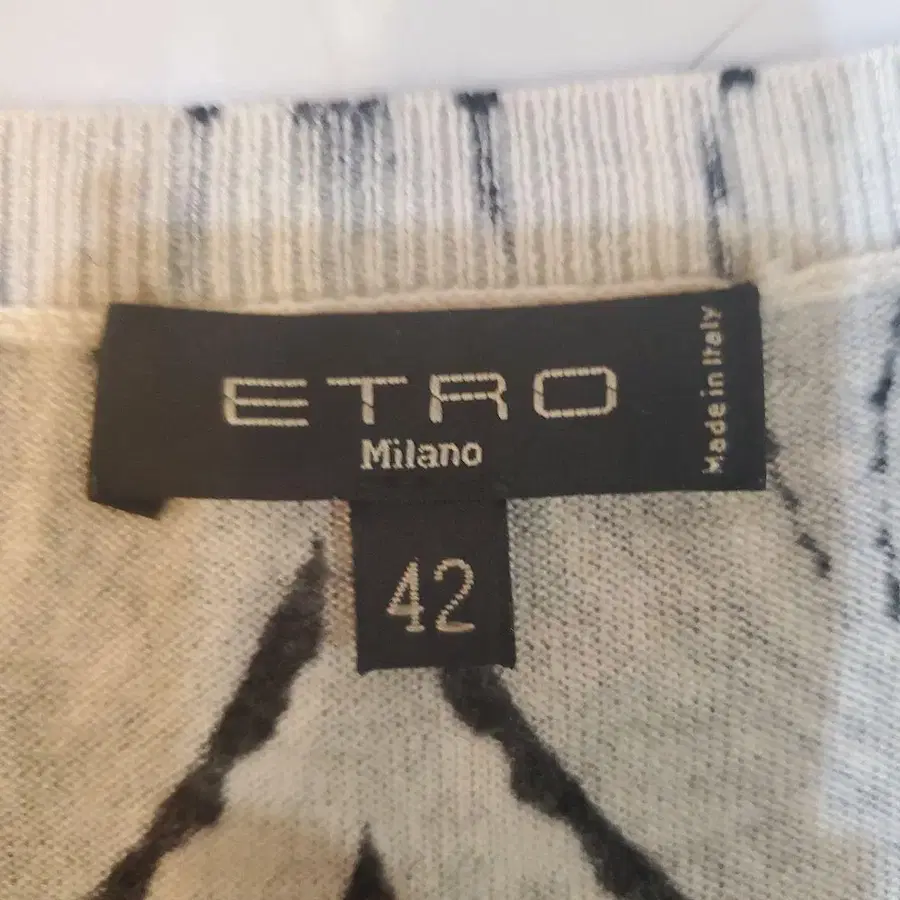 ETRO
Milano
Made in Italy
42